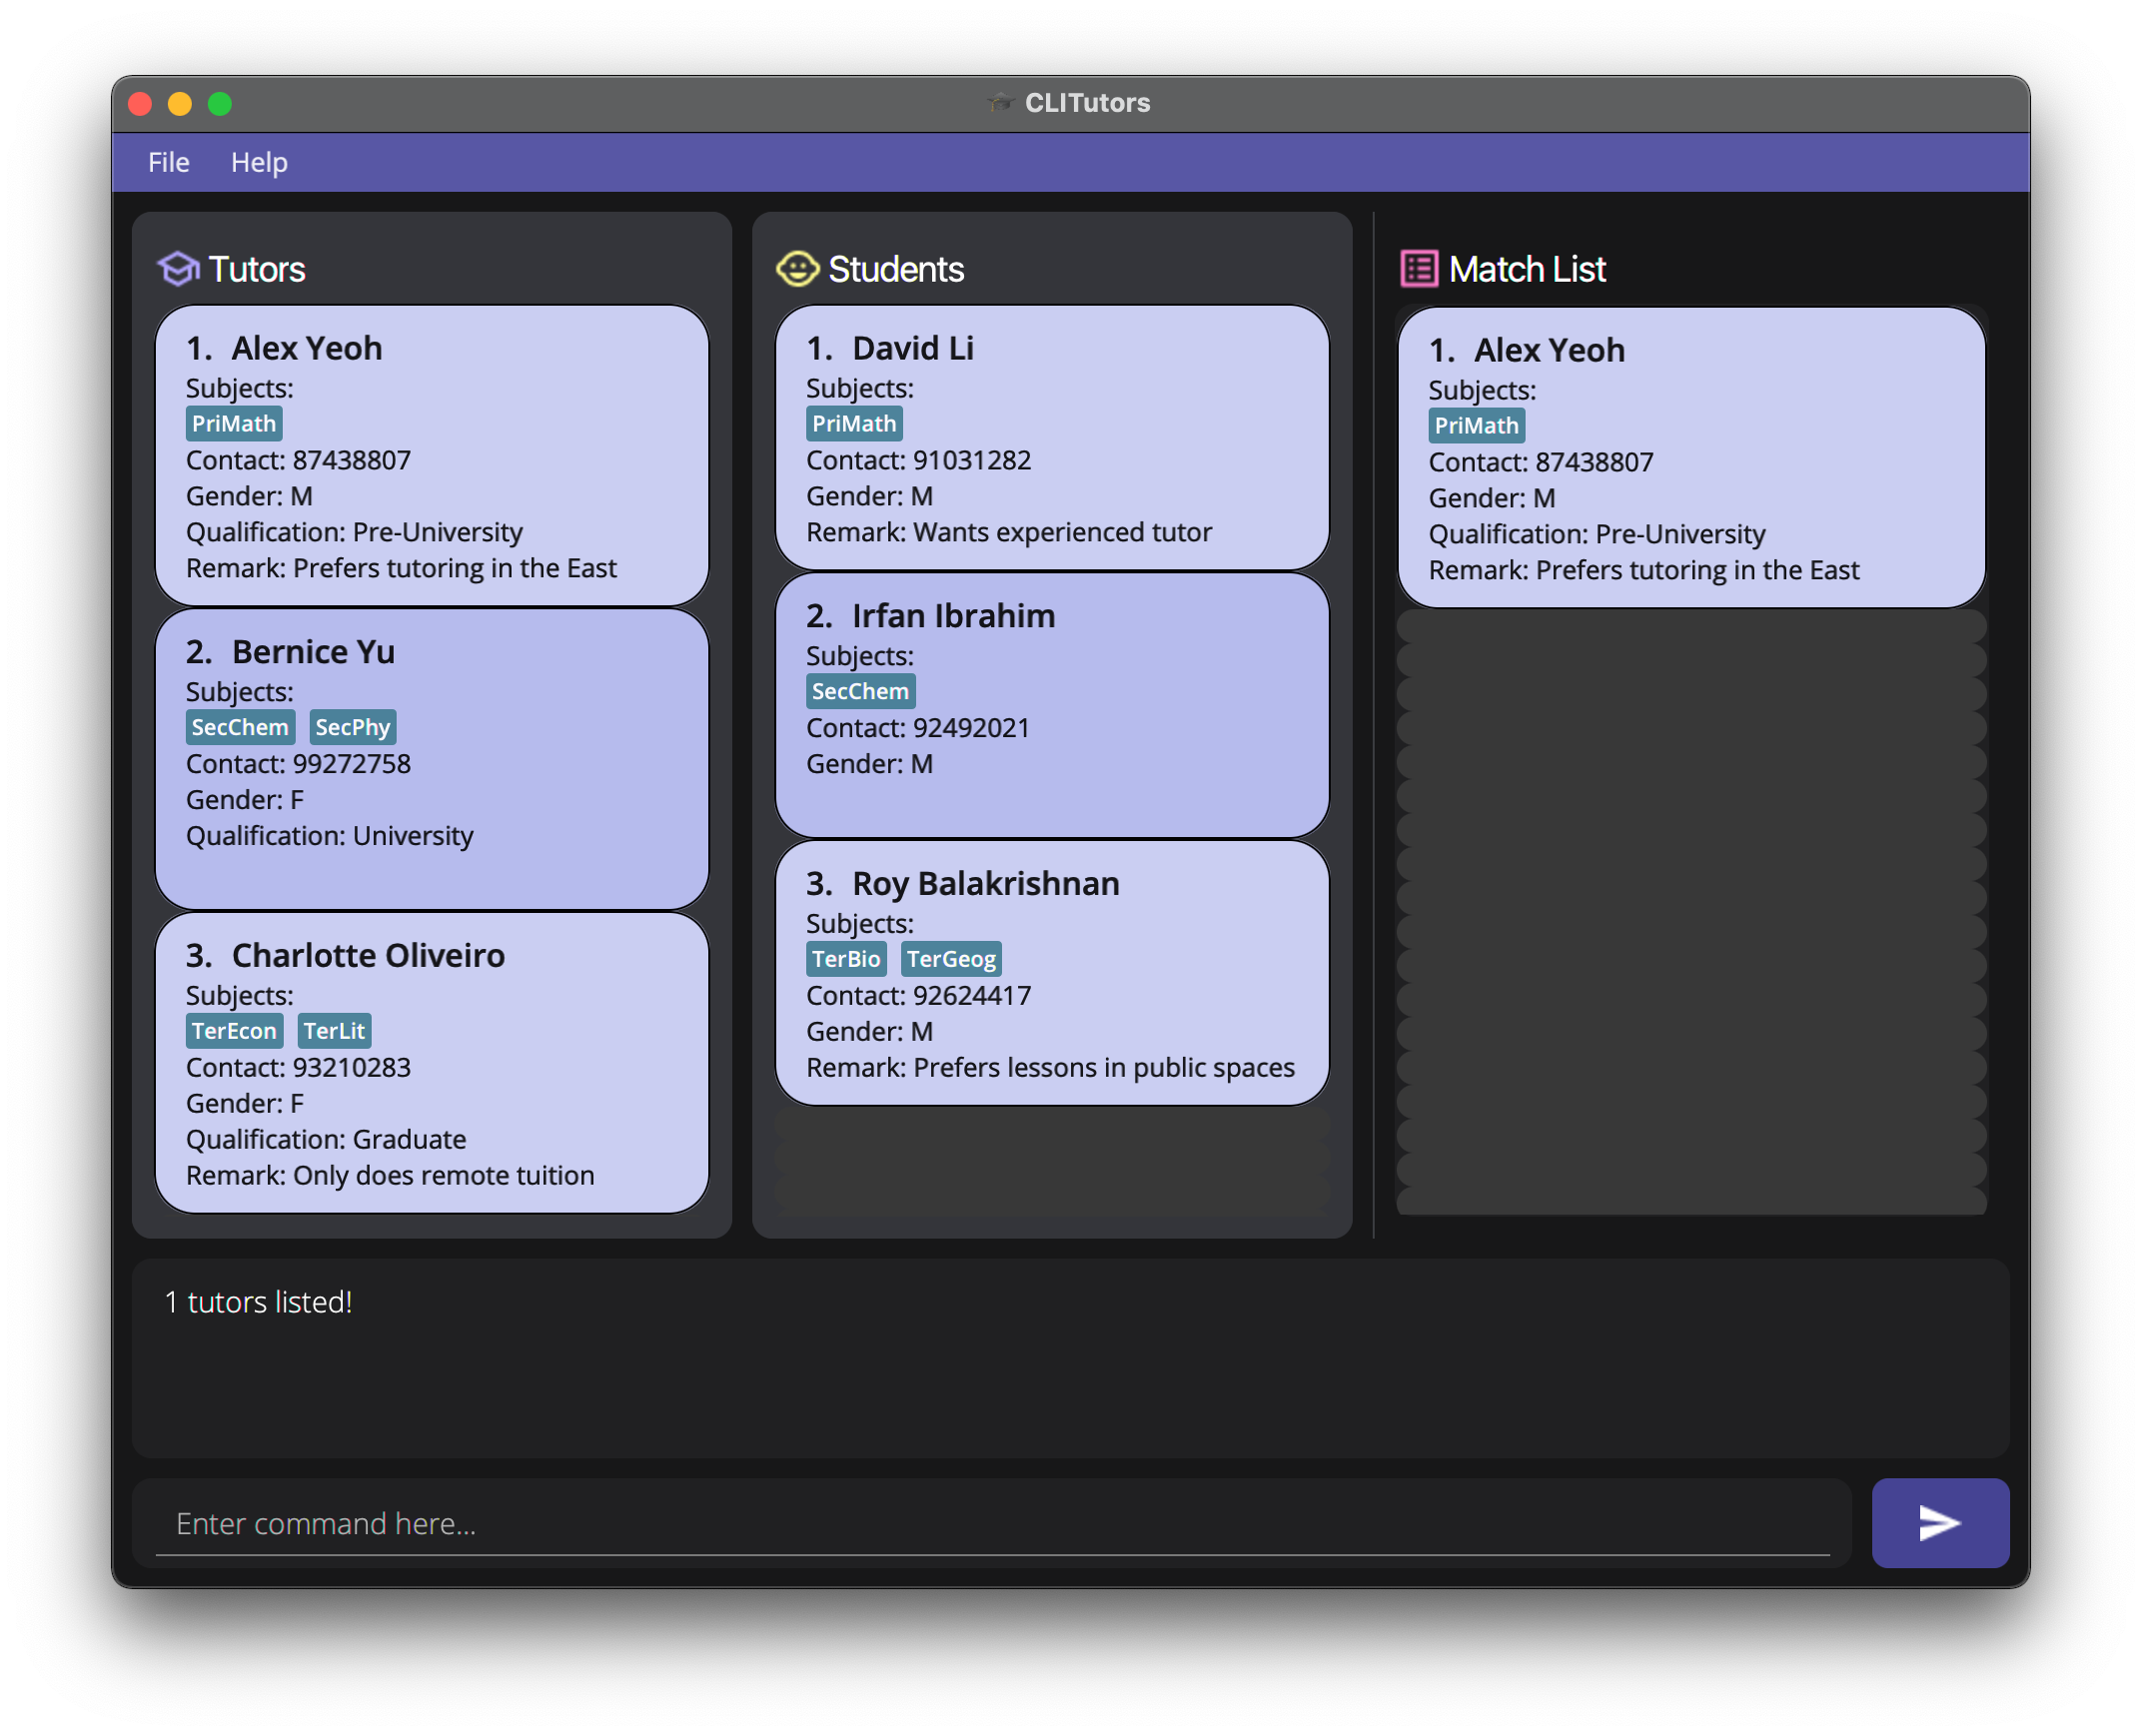 CLITutors
File Help
Tutors
1. Alex Yeoh
Subjects:
PriMath
Contact: 87438807
Gender: M
Qualification: Pre-University
Remark: Prefers tutoring in the East
2. Bernice Yu
Subjects:
SecChem SecPhy
Contact: 99272758
Gender: F
Qualification: University
3. Charlotte Oliveiro
Subjects:
TerEcon TerLit
Contact: 93210283
Gender: F
Qualification: Graduate
Remark: Only does remote tuition
Students
1. David Li
Subjects:
PriMath
Contact: 91031282
Gender: M
Remark: Wants experienced tutor
2. Irfan Ibrahim
Subjects:
SecChem
Contact: 92492021
Gender: M
3. Roy Balakrishnan
Subjects:
TerBio TerGeog
Contact: 92624417
Gender: M
Remark: Prefers lessons in public spaces
Match List
1. Alex Yeoh
Subjects:
PriMath
Contact: 87438807
Gender: M
Qualification: Pre-University
Remark: Prefers tutoring in the East
1 tutors listed!
Enter command here...